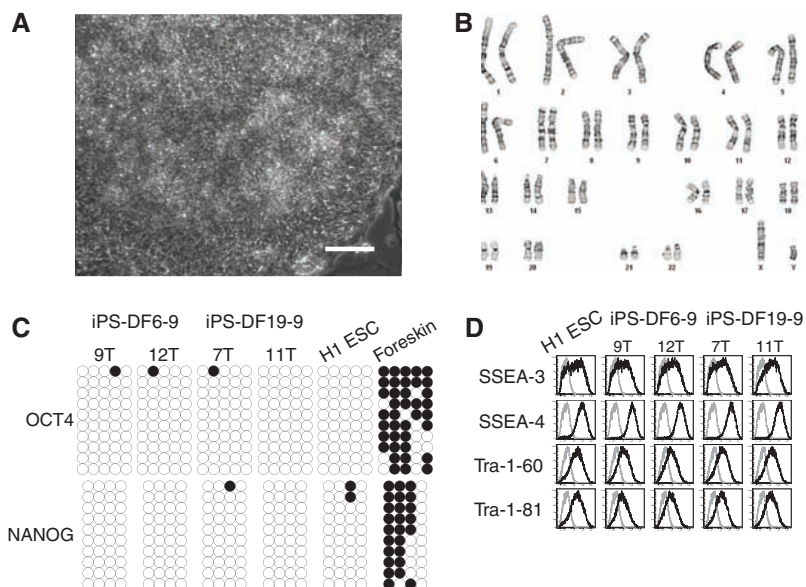 A
B
1 2 3 4 5
6 7 8 9 10 11 12
13 14 15 16 17 18
19 20 21 22 X Y
C
iPS-DF6-9 iPS-DF19-9
9T 12T 7T 11T H1 ESC Foreskin
OCT4
NANOG
D
H1 ESC iPS-DF6-9 iPS-DF19-9
9T 12T 7T 11T
SSEA-3
SSEA-4
Tra-1-60
Tra-1-81